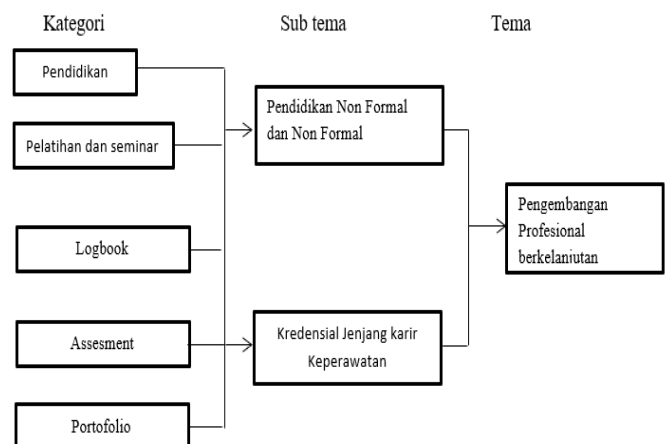 Kategori
Sub tema
Tema
Pendidikan
Pelatihan dan seminar
Logbook
Assesment
Portofolio
Pendidikan Non Formal
dan Non Formal
Kredensial Jenjang karir
Keperawatan
Pengembangan
Profesional
berkelaniutan